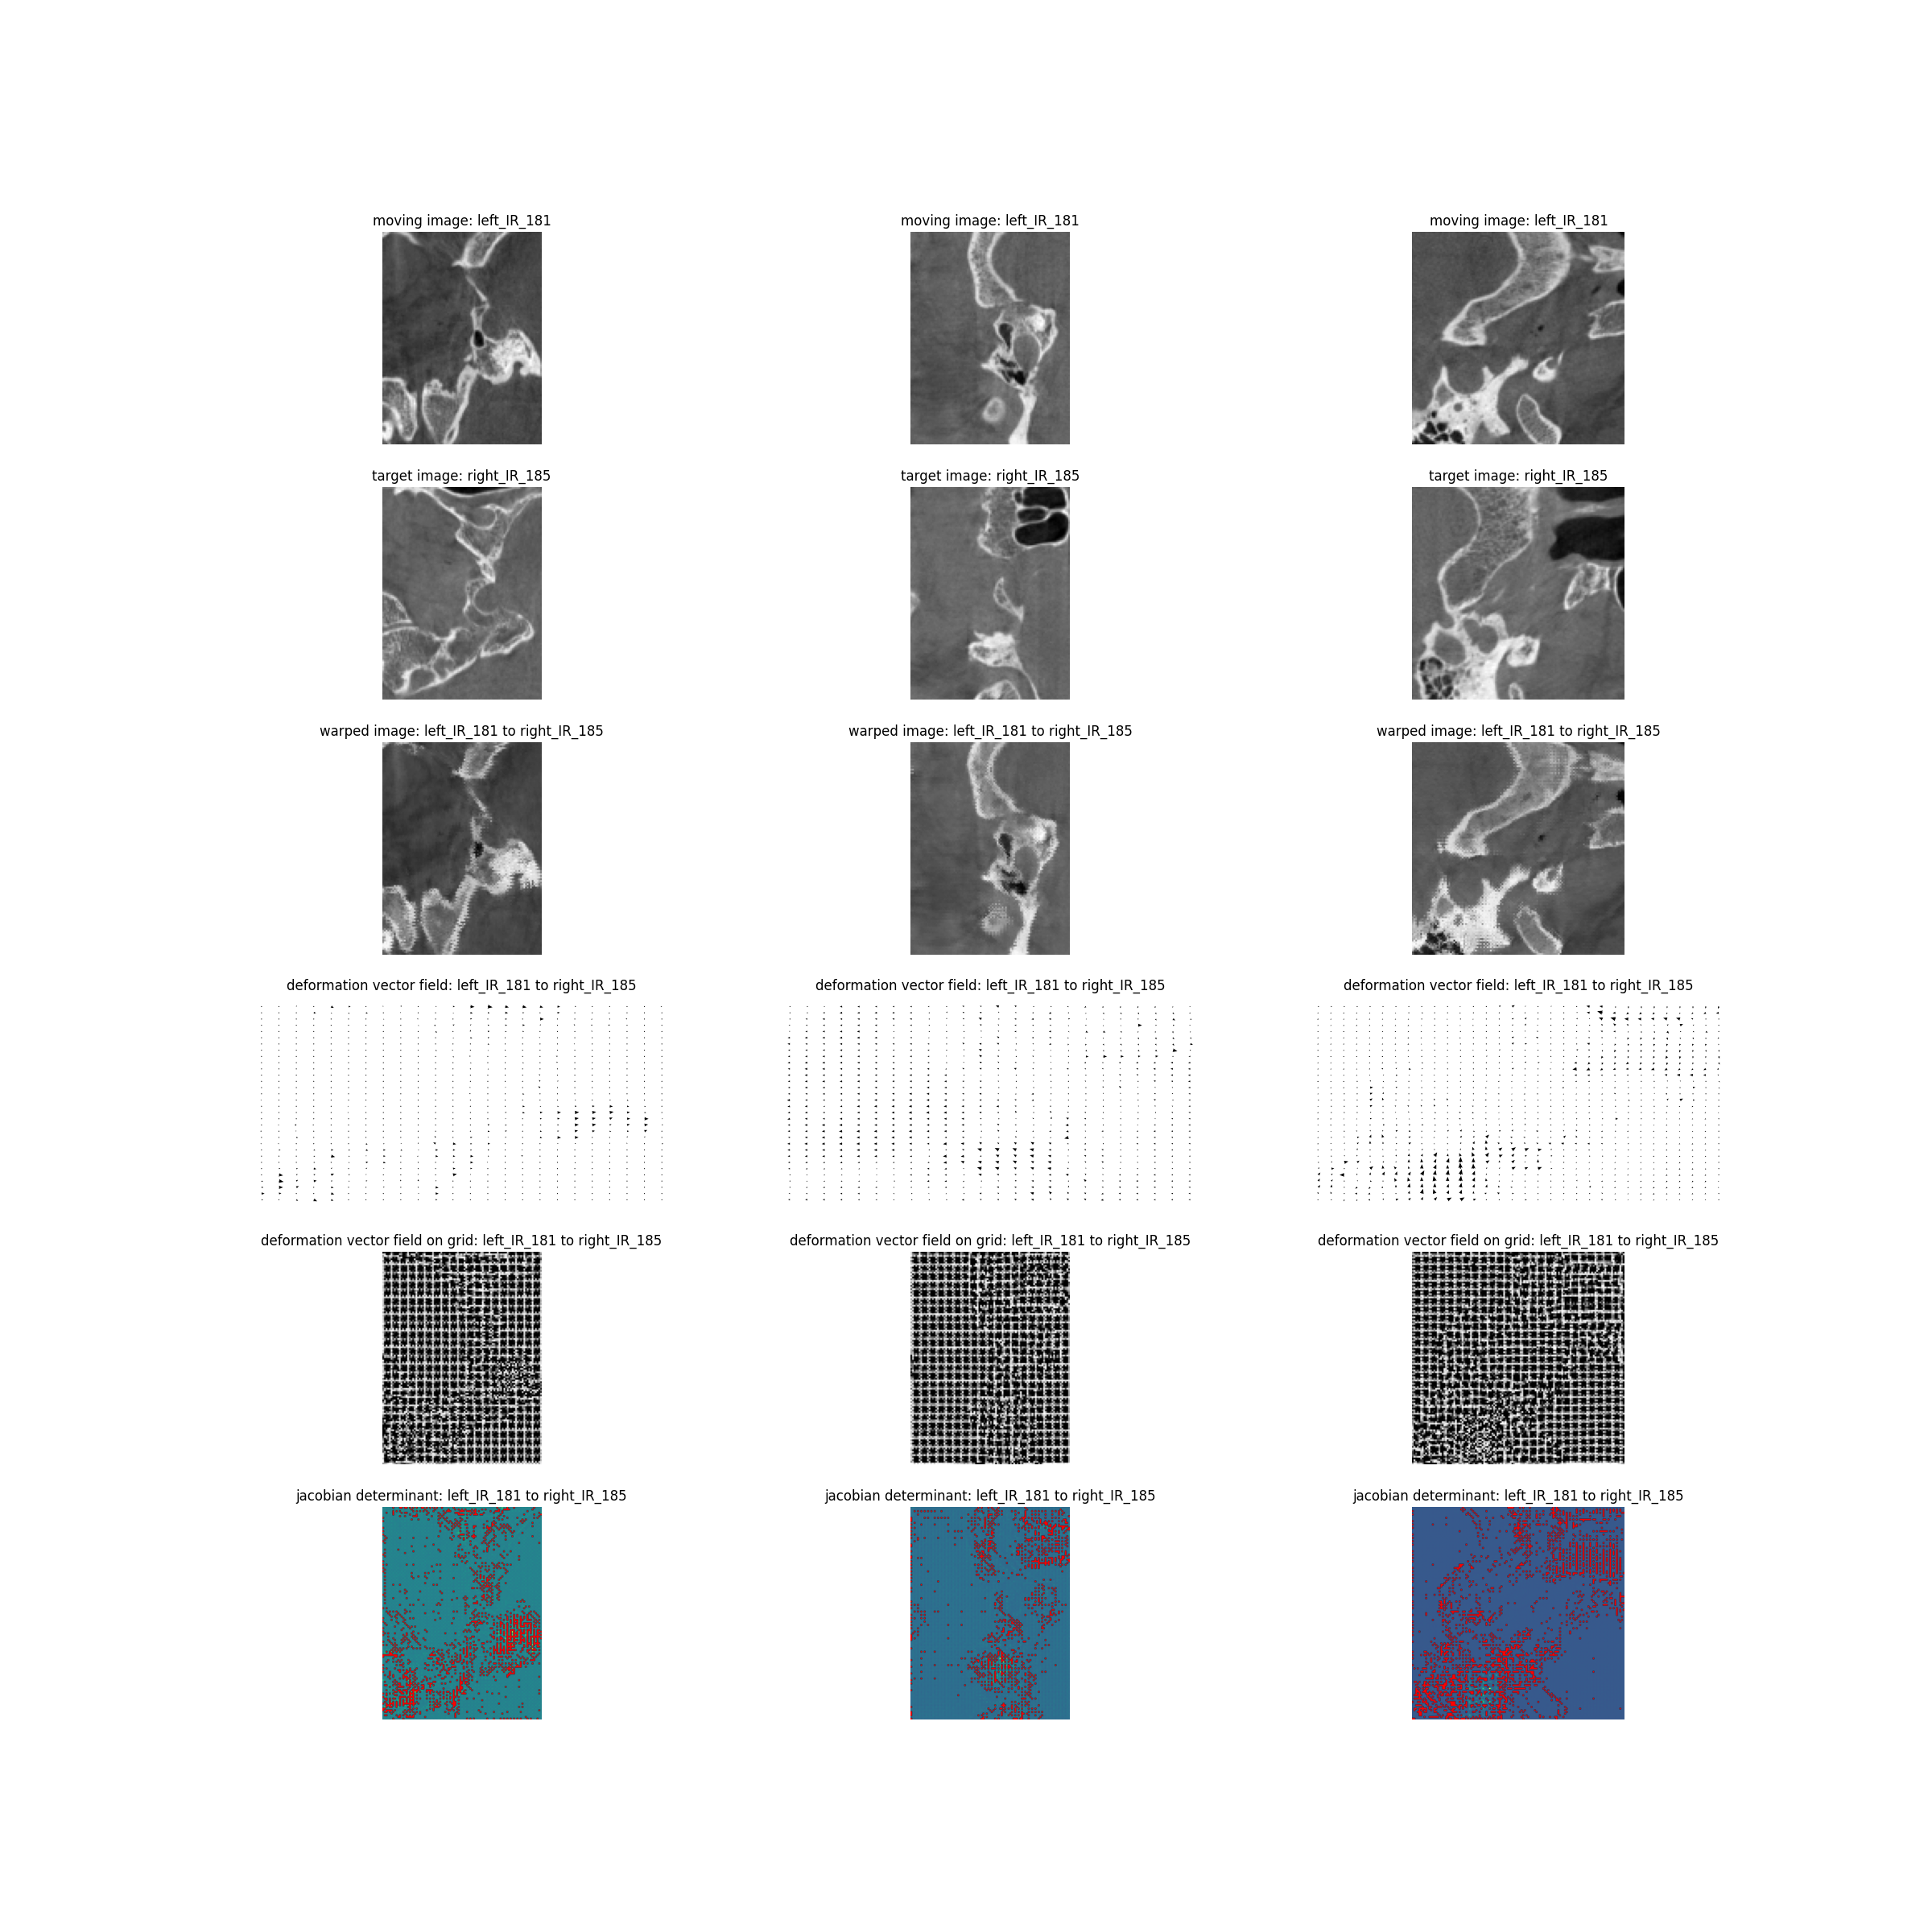 moving image: left_IR_181
moving image: left_IR_181
moving image: left_IR_181
target image: right_IR_185
target image: right_IR_185
target image: right_IR_185
warped image: left_IR_181 to right_IR_185
warped image: left_IR_181 to right_IR_185
warped image: left_IR_181 to right_IR_185
deformation vector field: left_IR_181 to right_IR_185
deformation vector field: left_IR_181 to right_IR_185
deformation vector field: left_IR_181 to right_IR_185
deformation vector field on grid: left_IR_181 to right_IR_185
deformation vector field on grid: left_IR_181 to right_IR_185
deformation vector field on grid: left_IR_181 to right_IR_185
jacobian determinant: left_IR_181 to right_IR_185
jacobian determinant: left_IR_181 to right_IR_185
jacobian determinant: left_IR_181 to right_IR_185